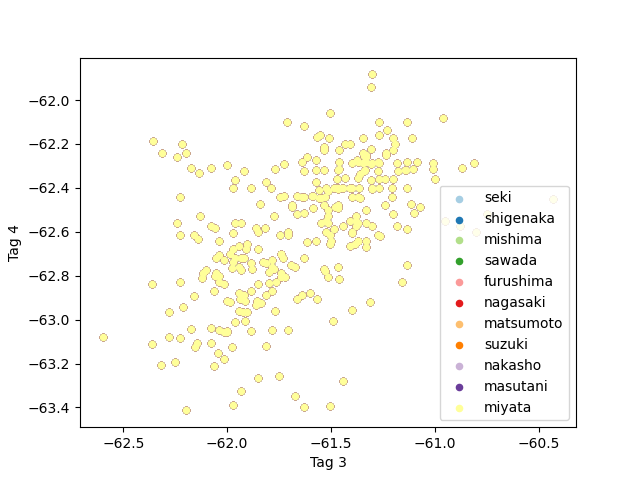 −62.0
−62.2
−62.4
−62.6
−62.8
−63.0
−63.2
−63.4
Tag 4
seki
shigenaka
mishima
sawada
furushima
nagasaki
matsumoto
suzuki
nakasho
masutani
miyata
−62.5 −62.0 −61.5 −61.0 −60.5
Tag 3